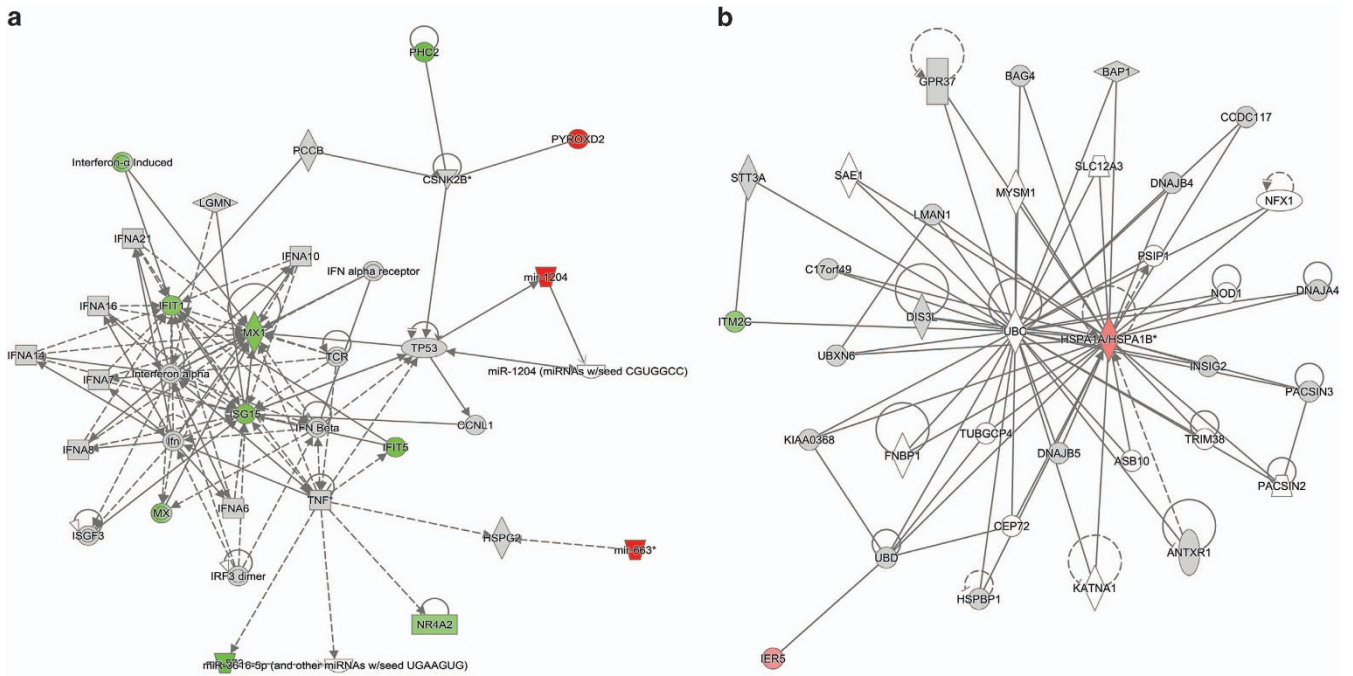 a
PHC2
PYROXD2
PCCB
Interferon-α Induced
CSNK2B*
LGMN
IFNA21
IFNA10
IFN alpha receptor
mir-1204
IFNA16
IFIT1
MX1
TP53
TCR
IFNA14
miR-1204 (miRNAs w/seed CGUGGCC)
Interferon alpha
IFNA7
ISG15
IFN Beta
CCNL1
Ifn
IFNA8
IFIT5
TNF
IFNA6
MX
ISGF3
HSPG2
mir-663*
IRF3 dimer
NR4A2
(and other miRNAs w/seed UGAAGUG)
b
GPR37
BAG4
BAP1
CCDC117
STT3A
SAE1
MYSM1
SLC12A3
DNAJB4
NFX1
LMAN1
PSIP1
C17orf49
NOD1
DNAJA4
ITM2C
DIS3L
UBC
HSPA1A/HSPA1B*
UBXN6
INSIG2
PACSIN3
KIAA0368
TUBGCP4
TRIM38
FNBP1
DNAJB5
ASB10
PACSIN2
CEP72
UBD
ANTXR1
KATNA1
HSPBP1
IER5